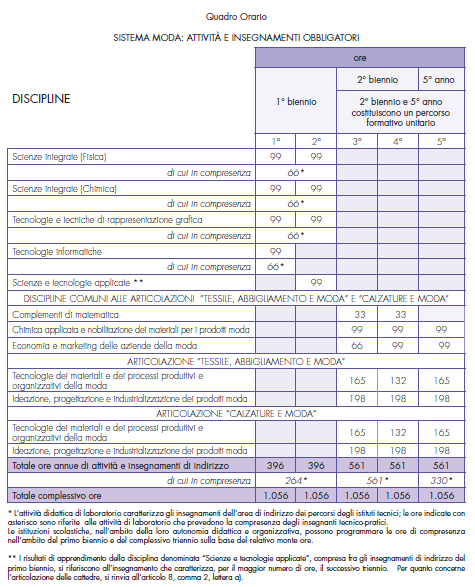 Quadro Orario
SISTEMA MODA: ATTIVITÀ E INSEGNAMENTI OBBLIGATORI
DISCIPLINE
ore
1° biennio
2° biennio 5° anno
2° biennio e 5° anno
costituiscono un percorso
formativo unitario
1ª 2ª 3ª 4ª 5ª
Scienze integrate (Fisica) 99 99
di cui in compresenza 66*
Scienze integrate (Chimica) 99 99
di cui in compresenza 66*
Tecnologie e tecniche di rappresentazione grafica 99 99
di cui in compresenza 66*
Tecnologie informatiche 99
di cui in compresenza 66*
Scienze e tecnologie applicate ** 99
DISCIPLINE COMUNI ALLE ARTICOLAZIONI "TESSILE, ABBIGLIAMENTO E MODA" E "CALZATURE E MODA"
Complementi di matematica 33 33
Chimica applicata e nobilitazione dei materiali per i prodotti moda 99 99 99
Economia e marketing delle aziende della moda 66 99 99
ARTICOLAZIONE "TESSILE, ABBIGLIAMENTO E MODA"
Tecnologie dei materiali e dei processi produttivi e
organizzativi della moda 165 132 165
Ideazione, progettazione e industrializzazione dei prodotti moda 198 198 198
ARTICOLAZIONE "CALZATURE E MODA"
Tecnologie dei materiali e dei processi produttivi e
organizzativi della moda 165 132 165
Ideazione, progettazione e industrializzazione dei prodotti moda 198 198 198
Totale ore annue di attività e insegnamenti di indirizzo 396 396 561 561 561
di cui in compresenza 264* 561* 330*
Totale complessivo ore 1.056 1.056 1.056 1.056 1.056
* L'attività didattica di laboratorio caratterizza gli insegnamenti dell'area di indirizzo dei percorsi degli istituti tecnici; le ore indicate con
asterisco sono riferite alle attività di laboratorio che prevedono la compresenza degli insegnanti tecnico-pratici.
Le istituzioni scolastiche, nell'ambito della loro autonomia didattica e organizzativa, possono programmare le ore di compresenza
nell'ambito del primo biennio e del complessivo triennio sulla base del relativo monte ore.
** I risultati di apprendimento della disciplina denominata "Scienze e tecnologie applicate", compresa fra gli insegnamenti di indirizzo del
primo biennio, si riferiscono all'insegnamento che caratterizza, per il maggior numero di ore, il successivo triennio. Per quanto concerne
l'articolazione delle cattedre, si rinvia all'articolo 8, comma 2, lettera a).